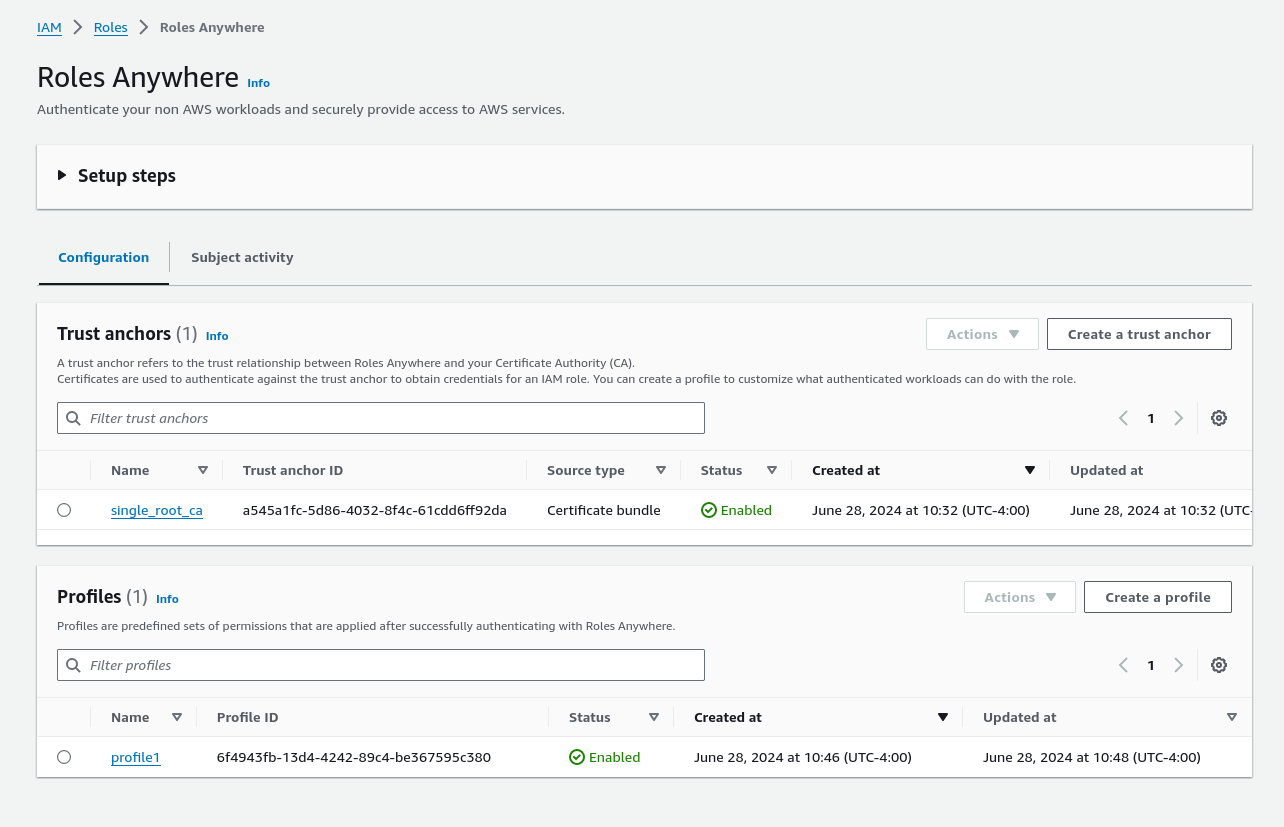 IAM > Roles > Roles Anywhere
Roles Anywhere Info
Authenticate your non AWS workloads and securely provide access to AWS services.
Setup steps
Configuration Subject activity
Trust anchors (1) Info Actions Create a trust anchor
A trust anchor refers to the trust relationship between Roles Anywhere and your Certificate Authority (CA).
Certificates are used to authenticate against the trust anchor to obtain credentials for an IAM role. You can create a profile to customize what authenticated workloads can do with the role.
Filter trust anchors 1
Name Trust anchor ID Source type Status Created at Updated at
single_root_ca a545a1fc-5d86-4032-8f4c-61cdd6ff92da Certificate bundle Enabled June 28, 2024 at 10:32 (UTC-4:00) June 28, 2024 at 10:32 (UTC-
Profiles (1) Info Actions Create a profile
Profiles are predefined sets of permissions that are applied after successfully authenticating with Roles Anywhere.
Filter profiles 1
Name Profile ID Status Created at Updated at
profile1 6f4943fb-13d4-4242-89c4-be367595c380 Enabled June 28, 2024 at 10:46 (UTC-4:00) June 28, 2024 at 10:48 (UTC-4:00)